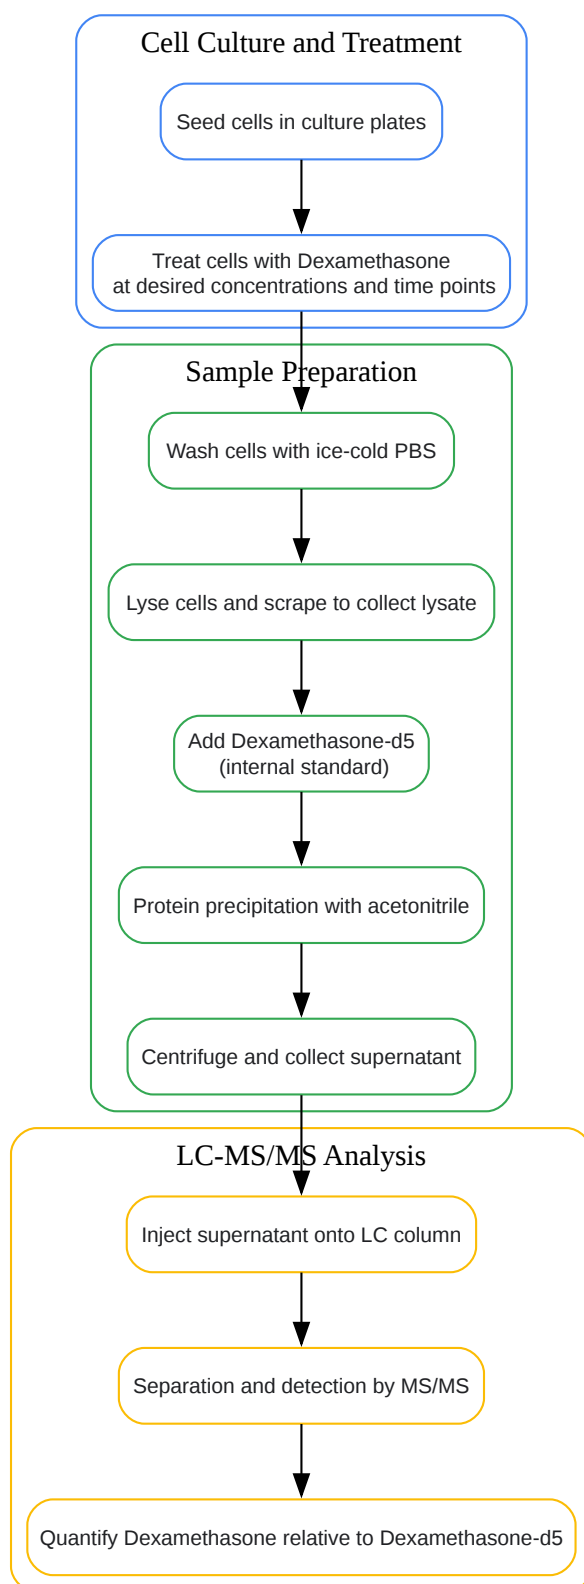 Cell Culture and Treatment
Seed cells in culture plates
Treat cells with Dexamethasone
at desired concentrations and time points
Sample Preparation
Wash cells with ice-cold PBS
Lyse cells and scrape to collect lysate
Add Dexamethasone-d5
(internal standard)
Protein precipitation with acetonitrile
Centrifuge and collect supernatant
LC-MS/MS Analysis
Inject supernatant onto LC column
Separation and detection by MS/MS
Quantify Dexamethasone relative to Dexamethasone-d5